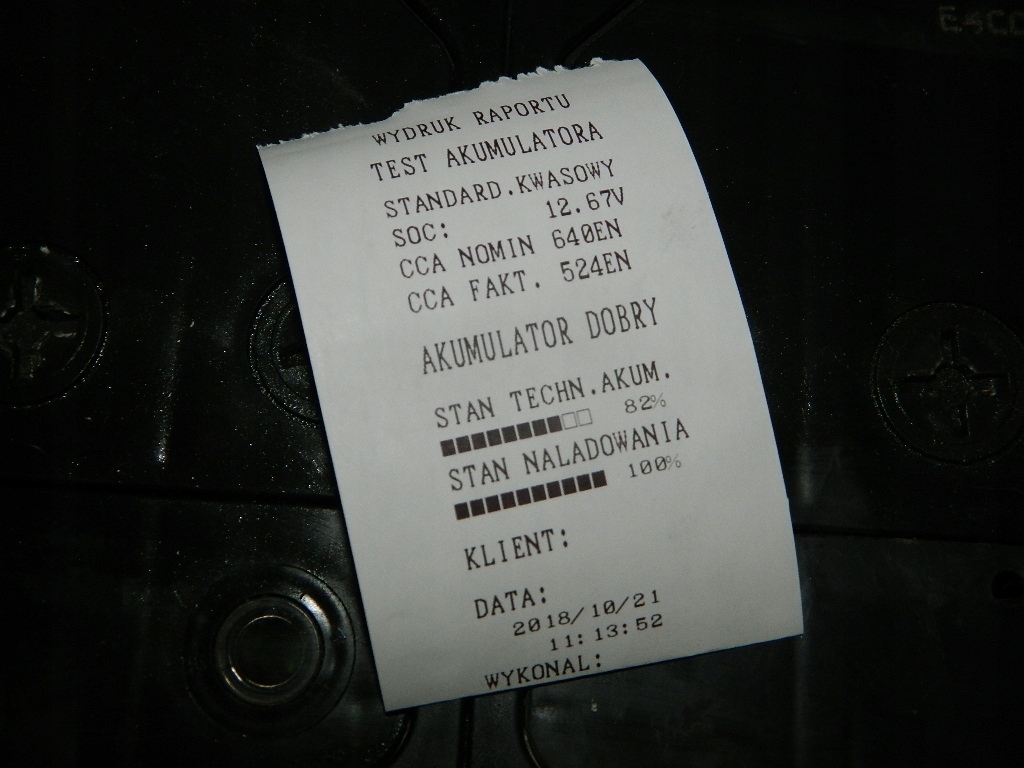 WYDRUK RAPORTU
TEST AKUMULATORA
STANDARD.KWASOWY
SOC: 12.67V
CCA NOMIN 640EN
CCA FAKT. 524EN
AKUMULATOR DOBRY
STAN TECHN.AKUM.
82%
STAN NALADOWANIA
100%
KLIENT:
DATA:
2018/10/21
11:13:52
WYKONAL: